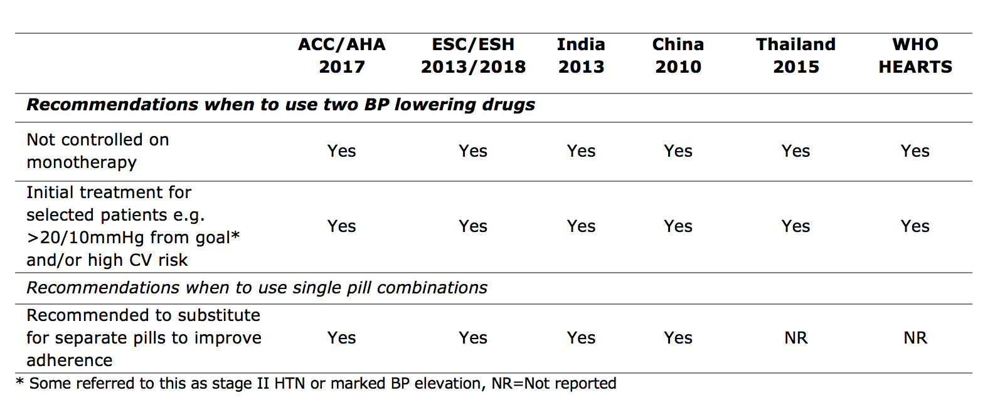 ACC/AHA ESC/ESH India China Thailand WHO
2017 2013/2018 2013 2010 2015 HEARTS
Recommendations when to use two BP lowering drugs
Not controlled on
monotherapy
Yes Yes Yes Yes Yes Yes
Initial treatment for
selected patients e.g.
>20/10mmHg from goal*
and/or high CV risk
Yes Yes Yes Yes Yes Yes
Recommendations when to use single pill combinations
Recommended to substitute
for separate pills to improve
adherence
Yes Yes Yes Yes NR NR
* Some referred to this as stage II HTN or marked BP elevation, NR=Not reported